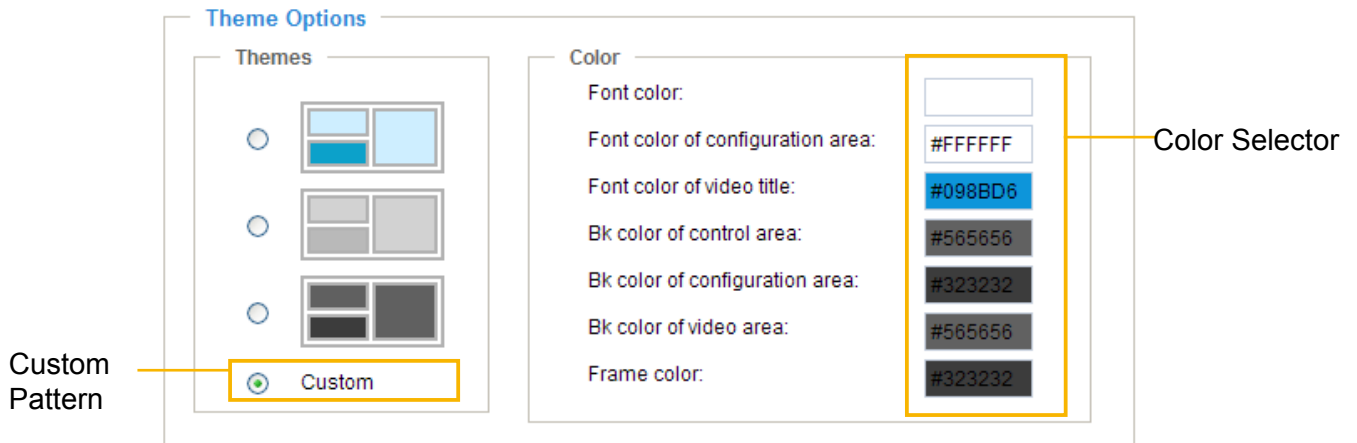 Theme Options
Themes
Custom
Color
Font color:
Font color of configuration area: #FFFFFF
Font color of video title: #098BD6
Bk color of control area: #565656
Bk color of configuration area: #323232
Bk color of video area: #565656
Frame color: #323232
Color Selector
Custom
Pattern